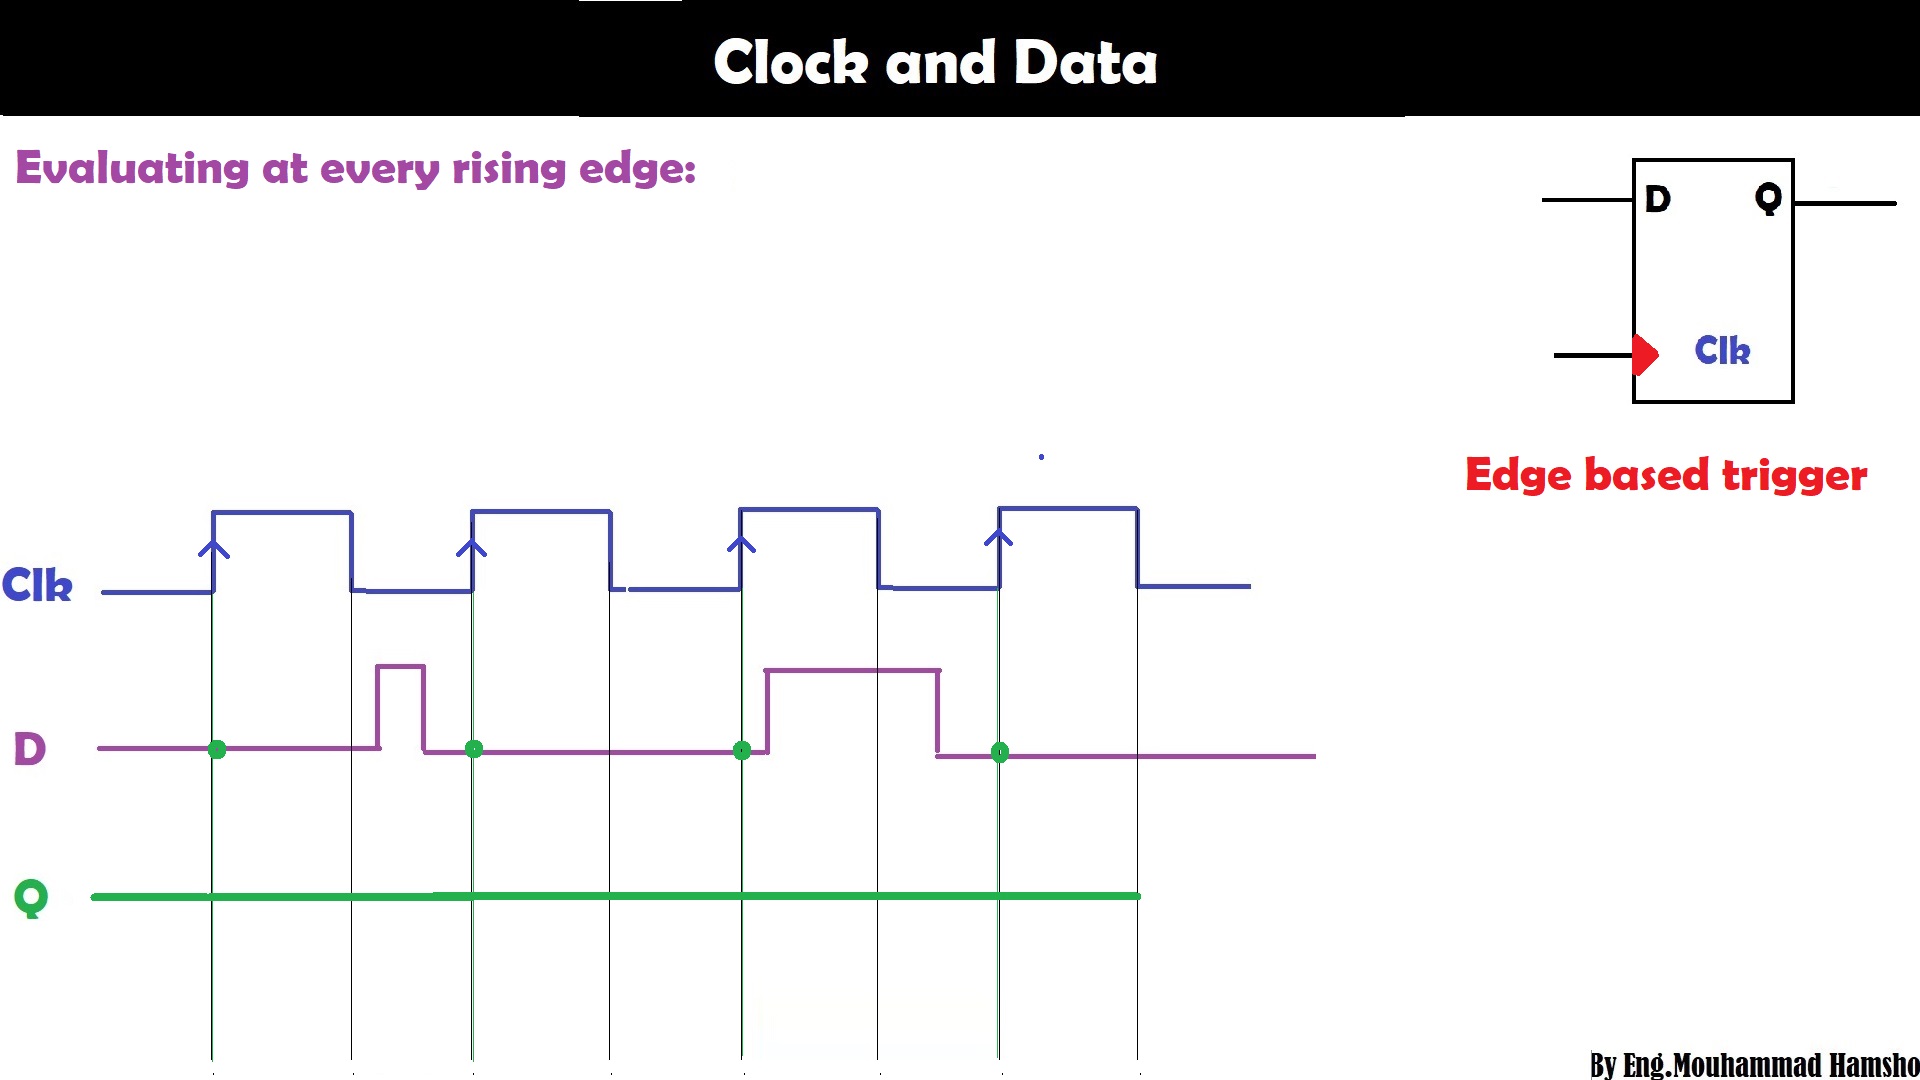 Clock and Data
Evaluating at every rising edge:
D Q
Clk
Edge based trigger
Clk
D
Q
By Eng.Mouhammad Hamsho